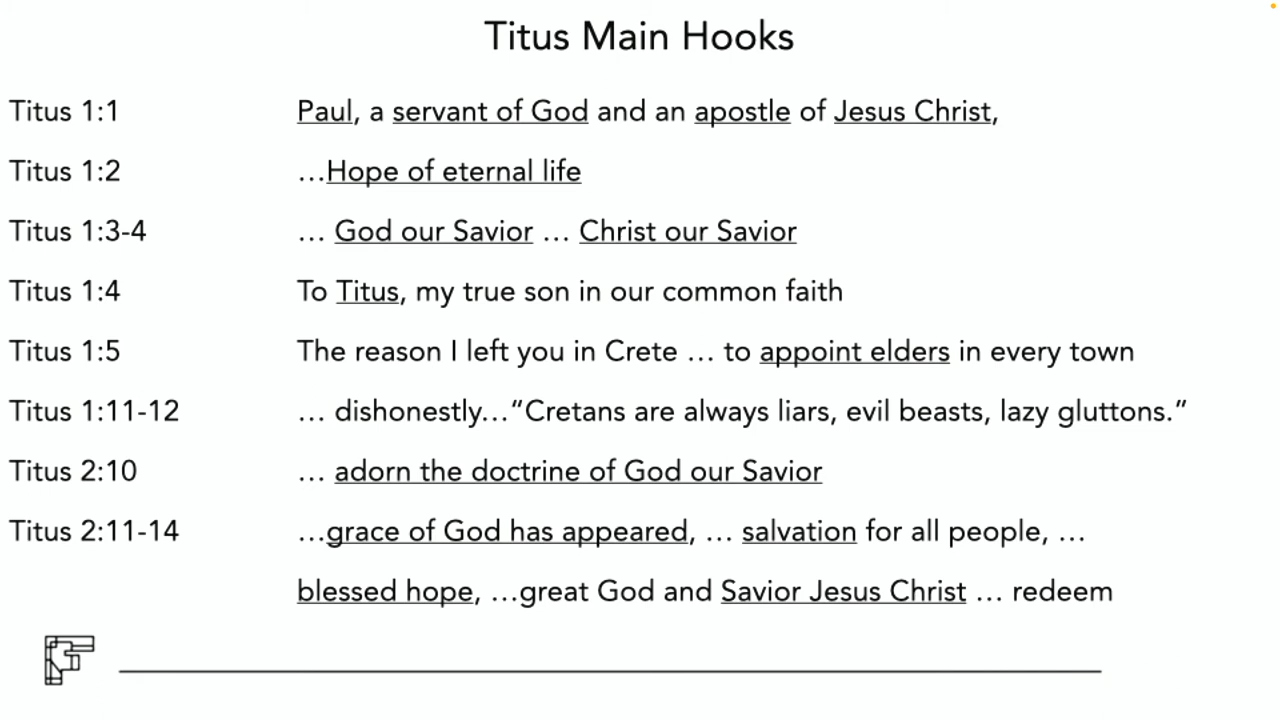 Titus Main Hooks
Titus 1:1 Paul, a servant of God and an apostle of Jesus Christ,
Titus 1:2 …Hope of eternal life
Titus 1:3-4 … God our Savior … Christ our Savior
Titus 1:4 To Titus, my true son in our common faith
Titus 1:5 The reason I left you in Crete … to appoint elders in every town
Titus 1:11-12 … dishonestly…“Cretans are always liars, evil beasts, lazy gluttons.”
Titus 2:10 … adorn the doctrine of God our Savior
Titus 2:11-14 …grace of God has appeared, … salvation for all people, …
blessed hope, …great God and Savior Jesus Christ … redeem